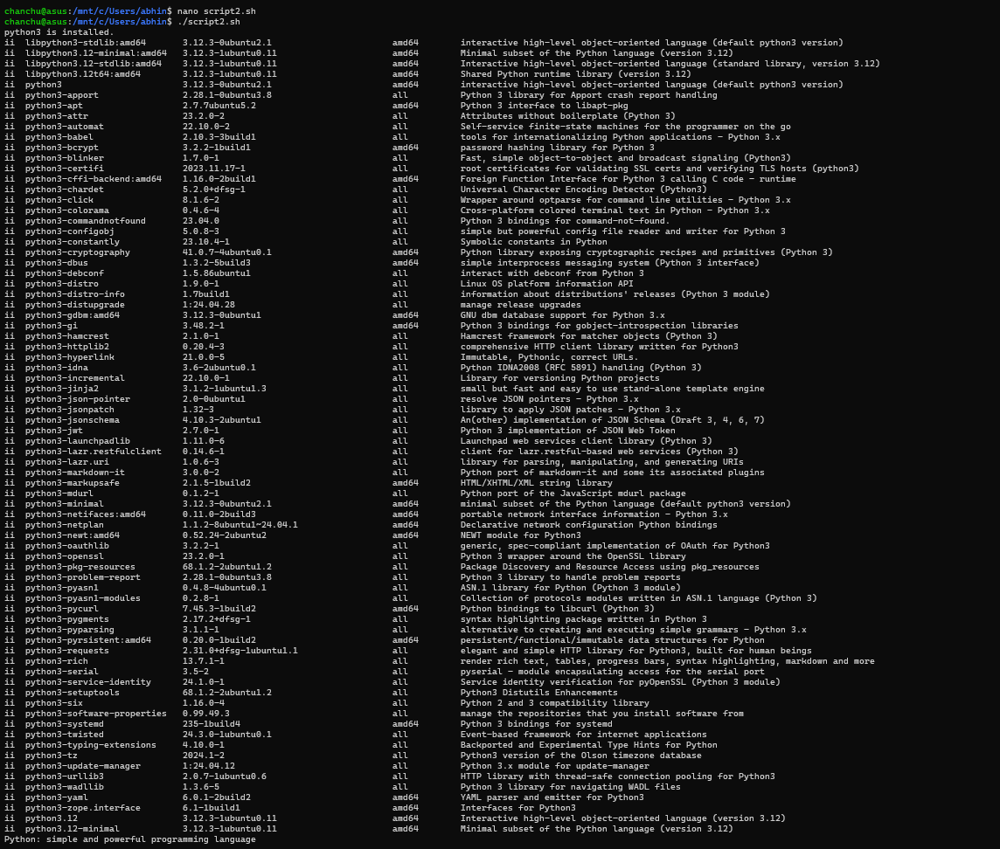 chanchu@asus:/mnt/c/Users/abhin$ nano script2.sh
chanchu@asus:/mnt/c/Users/abhin$ ./script2.sh
python3 is installed.
ii  libpython3-stdlib:amd64       3.12.3-0ubuntu2.1                       amd64        interactive high-level object-oriented language (default python3 version)
ii  libpython3.12-minimal:amd64   3.12.3-1ubuntu0.11                      amd64        Minimal subset of the Python language (version 3.12)
ii  libpython3.12-stdlib:amd64    3.12.3-1ubuntu0.11                      amd64        Interactive high-level object-oriented language (standard library, version 3.12)
ii  libpython3.12t64:amd64        3.12.3-1ubuntu0.11                      amd64        Shared Python runtime library (version 3.12)
ii  python3                       3.12.3-0ubuntu2.1                       amd64        interactive high-level object-oriented language (default python3 version)
ii  python3-apport                2.28.1-0ubuntu3.8                       all          Python 3 library for Apport crash report handling
ii  python3-apt                   2.7.7ubuntu5.2                          amd64        Python 3 interface to libapt-pkg
ii  python3-attr                  23.2.0-2                                all          Attributes without boilerplate (Python 3)
ii  python3-automat               22.10.0-2                               all          Self-service finite-state machines for the programmer on the go
ii  python3-babel                 2.10.3-3build1                          all          tools for internationalizing Python applications - Python 3.x
ii  python3-bcrypt                3.2.2-1build1                           amd64        password hashing library for Python 3
ii  python3-blinker               1.7.0-1                                 all          Fast, simple object-to-object and broadcast signaling (Python3)
ii  python3-certifi               2023.11.17-1                            all          root certificates for validating SSL certs and verifying TLS hosts (python3)
ii  python3-cffi-backend:amd64    1.16.0-2build1                          amd64        Foreign Function Interface for Python 3 calling C code - runtime
ii  python3-chardet               5.2.0+dfsg-1                            all          Universal Character Encoding Detector (Python3)
ii  python3-click                 8.1.6-2                                 all          Wrapper around optparse for command line utilities - Python 3.x
ii  python3-colorama              0.4.6-4                                 all          Cross-platform colored terminal text in Python - Python 3.x
ii  python3-commandnotfound       23.04.0                                 all          Python 3 bindings for command-not-found.
ii  python3-configobj             5.0.8-3                                 all          simple but powerful config file reader and writer for Python 3
ii  python3-constantly            23.10.4-1                               all          Symbolic constants in Python
ii  python3-cryptography          41.0.7-4ubuntu0.1                       amd64        Python library exposing cryptographic recipes and primitives (Python 3)
ii  python3-dbus                  1.3.2-5build3                           amd64        simple interprocess messaging system (Python 3 interface)
ii  python3-debconf               1.5.86ubuntu1                           all          interact with debconf from Python 3
ii  python3-distro                1.9.0-1                                 all          Linux OS platform information API
ii  python3-distro-info           1.7build1                               all          information about distributions' releases (Python 3 module)
ii  python3-distupgrade           1:24.04.28                              all          manage release upgrades
ii  python3-gdbm:amd64            3.12.3-0ubuntu1                         amd64        GNU dbm database support for Python 3.x
ii  python3-gi                    3.48.2-1                                amd64        Python 3 bindings for gobject-introspection libraries
ii  python3-hamcrest              2.1.0-1                                 all          Hamcrest framework for matcher objects (Python 3)
ii  python3-httplib2              0.20.4-3                                all          comprehensive HTTP client library written for Python3
ii  python3-hyperlink             21.0.0-5                                all          Immutable, Pythonic, correct URLs.
ii  python3-idna                  3.6-2ubuntu0.1                          all          Python IDNA2008 (RFC 5891) handling (Python 3)
ii  python3-incremental           22.10.0-1                               all          Library for versioning Python projects
ii  python3-jinja2                3.1.2-1ubuntu1.3                        all          small but fast and easy to use stand-alone template engine
ii  python3-json-pointer          2.0-0ubuntu1                            all          resolve JSON pointers - Python 3.x
ii  python3-jsonpatch             1.32-3                                  all          library to apply JSON patches - Python 3.x
ii  python3-jsonschema            4.10.3-2ubuntu1                         all          An(other) implementation of JSON Schema (Draft 3, 4, 6, 7)
ii  python3-jwt                   2.7.0-1                                 all          Python 3 implementation of JSON Web Token
ii  python3-launchpadlib          1.11.0-6                                all          Launchpad web services client library (Python 3)
ii  python3-lazr.restfulclient    0.14.6-1                                all          client for lazr.restful-based web services (Python 3)
ii  python3-lazr.uri              1.0.6-3                                 all          library for parsing, manipulating, and generating URIs
ii  python3-markdown-it           3.0.0-2                                 all          Python port of markdown-it and some its associated plugins
ii  python3-markupsafe            2.1.5-1build2                           amd64        HTML/XHTML/XML string library
ii  python3-mdurl                 0.1.2-1                                 all          Python port of the JavaScript mdurl package
ii  python3-minimal               3.12.3-0ubuntu2.1                       amd64        minimal subset of the Python language (default python3 version)
ii  python3-netifaces:amd64       0.11.0-2build3                          amd64        portable network interface information - Python 3.x
ii  python3-netplan               1.1.2-8ubuntu1~24.04.1                  amd64        Declarative network configuration Python bindings
ii  python3-newt:amd64            0.52.24-2ubuntu2                        amd64        NEWT module for Python3
ii  python3-oauthlib              3.2.2-1                                 all          generic, spec-compliant implementation of OAuth for Python3
ii  python3-openssl               23.2.0-1                                all          Python 3 wrapper around the OpenSSL library
ii  python3-pkg-resources         68.1.2-2ubuntu1.2                       all          Package Discovery and Resource Access using pkg_resources
ii  python3-problem-report        2.28.1-0ubuntu3.8                       all          Python 3 library to handle problem reports
ii  python3-pyasn1                0.4.8-4ubuntu0.1                        all          ASN.1 library for Python (Python 3 module)
ii  python3-pyasn1-modules        0.2.8-1                                 all          Collection of protocols modules written in ASN.1 language (Python 3)
ii  python3-pycurl                7.45.3-1build2                          amd64        Python bindings to libcurl (Python 3)
ii  python3-pygments              2.17.2+dfsg-1                           all          syntax highlighting package written in Python 3
ii  python3-pyparsing             3.1.1-1                                 all          alternative to creating and executing simple grammars - Python 3.x
ii  python3-pyrsistent:amd64      0.20.0-1build2                          amd64        persistent/functional/immutable data structures for Python
ii  python3-requests              2.31.0+dfsg-1ubuntu1.1                  all          elegant and simple HTTP library for Python3, built for human beings
ii  python3-rich                  13.7.1-1                                all          render rich text, tables, progress bars, syntax highlighting, markdown and more
ii  python3-serial                3.5-2                                   all          pyserial - module encapsulating access for the serial port
ii  python3-service-identity      24.1.0-1                                all          Service identity verification for pyOpenSSL (Python 3 module)
ii  python3-setuptools            68.1.2-2ubuntu1.2                       all          Python3 Distutils Enhancements
ii  python3-six                   1.16.0-4                                all          Python 2 and 3 compatibility library
ii  python3-software-properties   0.99.49.3                               all          manage the repositories that you install software from
ii  python3-systemd               235-1build4                             amd64        Python 3 bindings for systemd
ii  python3-twisted               24.3.0-1ubuntu0.1                       all          Event-based framework for internet applications
ii  python3-typing-extensions     4.10.0-1                                all          Backported and Experimental Type Hints for Python
ii  python3-tz                    2024.1-2                                all          Python3 version of the Olson timezone database
ii  python3-update-manager        1:24.04.12                              all          Python 3.x module for update-manager
ii  python3-urllib3               2.0.7-1ubuntu0.6                        all          HTTP library with thread-safe connection pooling for Python3
ii  python3-wadllib               1.3.6-5                                 all          Python 3 library for navigating WADL files
ii  python3-yaml                  6.0.1-2build2                           amd64        YAML parser and emitter for Python3
ii  python3-zope.interface        6.1-1build1                             amd64        Interfaces for Python3
ii  python3.12                    3.12.3-1ubuntu0.11                      amd64        Interactive high-level object-oriented language (version 3.12)
ii  python3.12-minimal            3.12.3-1ubuntu0.11                      amd64        Minimal subset of the Python language (version 3.12)
Python: simple and powerful programming language